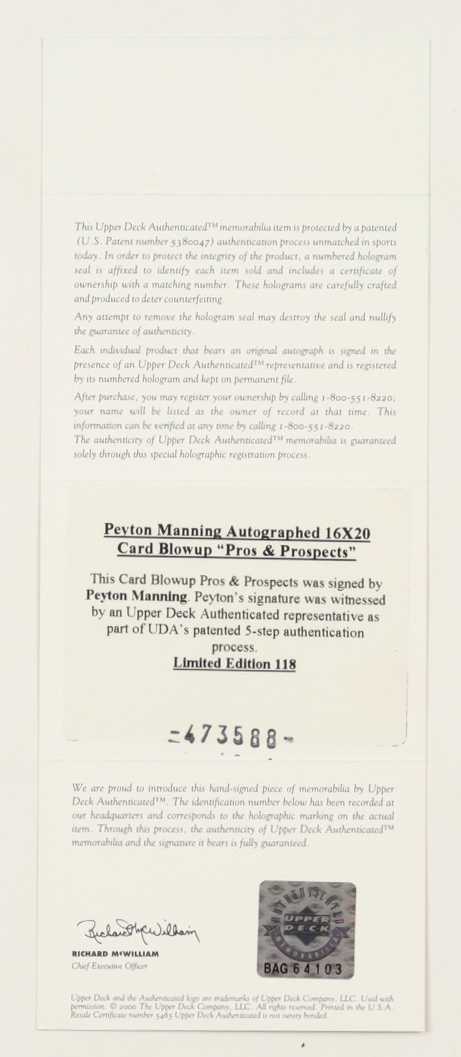 This Upper Deck Authenticated™ memorabilia item is protected by a patented
(U.S. Patent number 5380047) authentication process unmatched in sports
today. In order to protect the integrity of the product, a numbered hologram
seal is affixed to identify each item sold and includes a certificate of
ownership with a matching number. These holograms are carefully crafted
and produced to deter counterfeiting.
Any attempt to remove the hologram seal may destroy the seal and nullify
the guarantee of authenticity.
Each individual product that bears an original autograph is signed in the
presence of an Upper Deck Authenticated™ representative and is registered
by its numbered hologram and kept on permanent file.
After purchase, you may register your ownership by calling 1-800-551-8220;
your name will be listed as the owner of record at that time. This
information can be verified at any time by calling 1-800-551-8220.
The authenticity of Upper Deck Authenticated™ memorabilia is guaranteed
solely through this special holographic registration process.
Peyton Manning Autographed 16X20
Card Blowup "Pros & Prospects"
This Card Blowup Pros & Prospects was signed by
Peyton Manning. Peyton's signature was witnessed
by an Upper Deck Authenticated representative as
part of UDA's patented 5-step authentication
process.
Limited Edition 118
-473588-
We are proud to introduce this hand-signed piece of memorabilia by Upper
Deck Authenticated™. The identification number below has been recorded at
our headquarters and corresponds to the holographic marking on the actual
item. Through this process, the authenticity of Upper Deck Authenticated™
memorabilia and the signature it bears is fully guaranteed.
Richard McWilliam
RICHARD McWILLIAM
Chief Executive Officer
AUTHENTICATED
UPPER
DECK
MEMORABILIA
BAG64103
Upper Deck and the Authenticated logo are trademarks of Upper Deck Company, LLC. Used with
permission. © 2000 The Upper Deck Company, LLC. All rights reserved. Printed in the U.S.A.
Resale Certificate number 5465 Upper Deck Authenticated is not surety bonded.